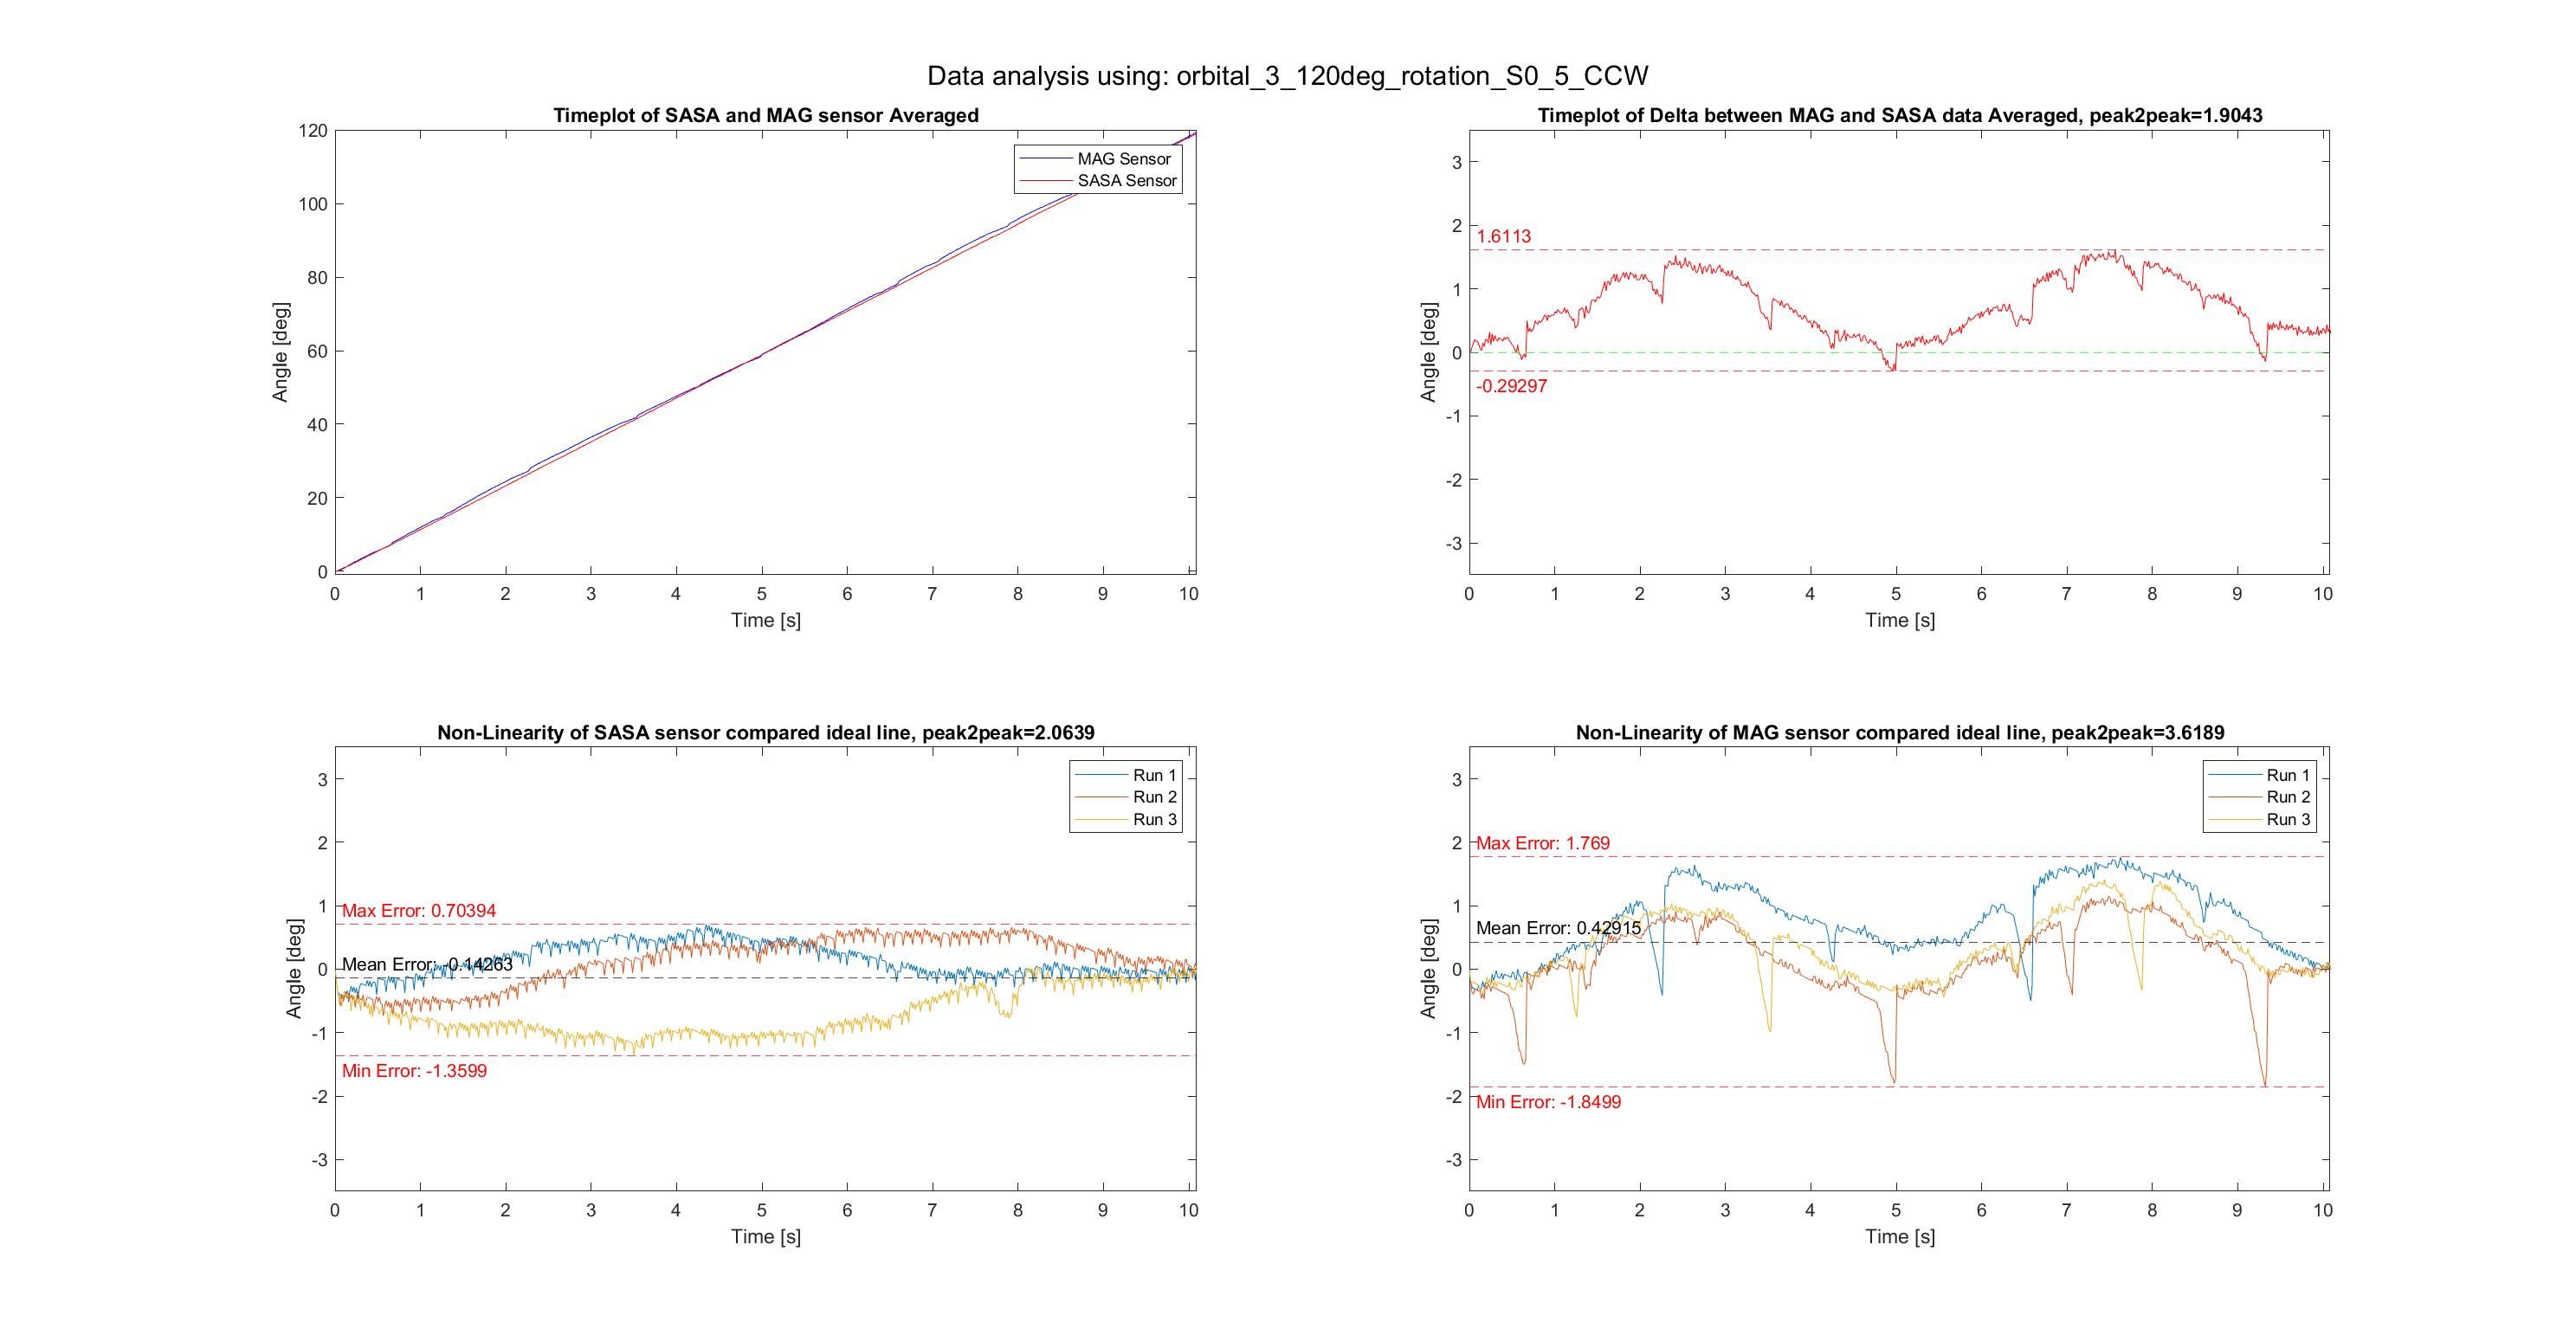 Data analysis using: orbital_3_120deg_rotation_S0_5_CCW
Timeplot of SASA and MAG sensor Averaged
120
100
80
60
40
20
0
Angle [deg]
MAG Sensor
SASA Sensor
0 1 2 3 4 5 6 7 8 9 10
Time [s]
Timeplot of Delta between MAG and SASA data Averaged, peak2peak=1.9043
3
2
1
0
-1
-2
-3
Angle [deg]
1.6113
-0.29297
0 1 2 3 4 5 6 7 8 9 10
Time [s]
Non-Linearity of SASA sensor compared ideal line, peak2peak=2.0639
3
2
1
0
-1
-2
-3
Angle [deg]
Run 1
Run 2
Run 3
Max Error: 0.70394
Mean Error: -0.14263
Min Error: -1.3599
0 1 2 3 4 5 6 7 8 9 10
Time [s]
Non-Linearity of MAG sensor compared ideal line, peak2peak=3.6189
3
2
1
0
-1
-2
-3
Angle [deg]
Run 1
Run 2
Run 3
Max Error: 1.769
Mean Error: 0.42915
Min Error: -1.8499
0 1 2 3 4 5 6 7 8 9 10
Time [s]